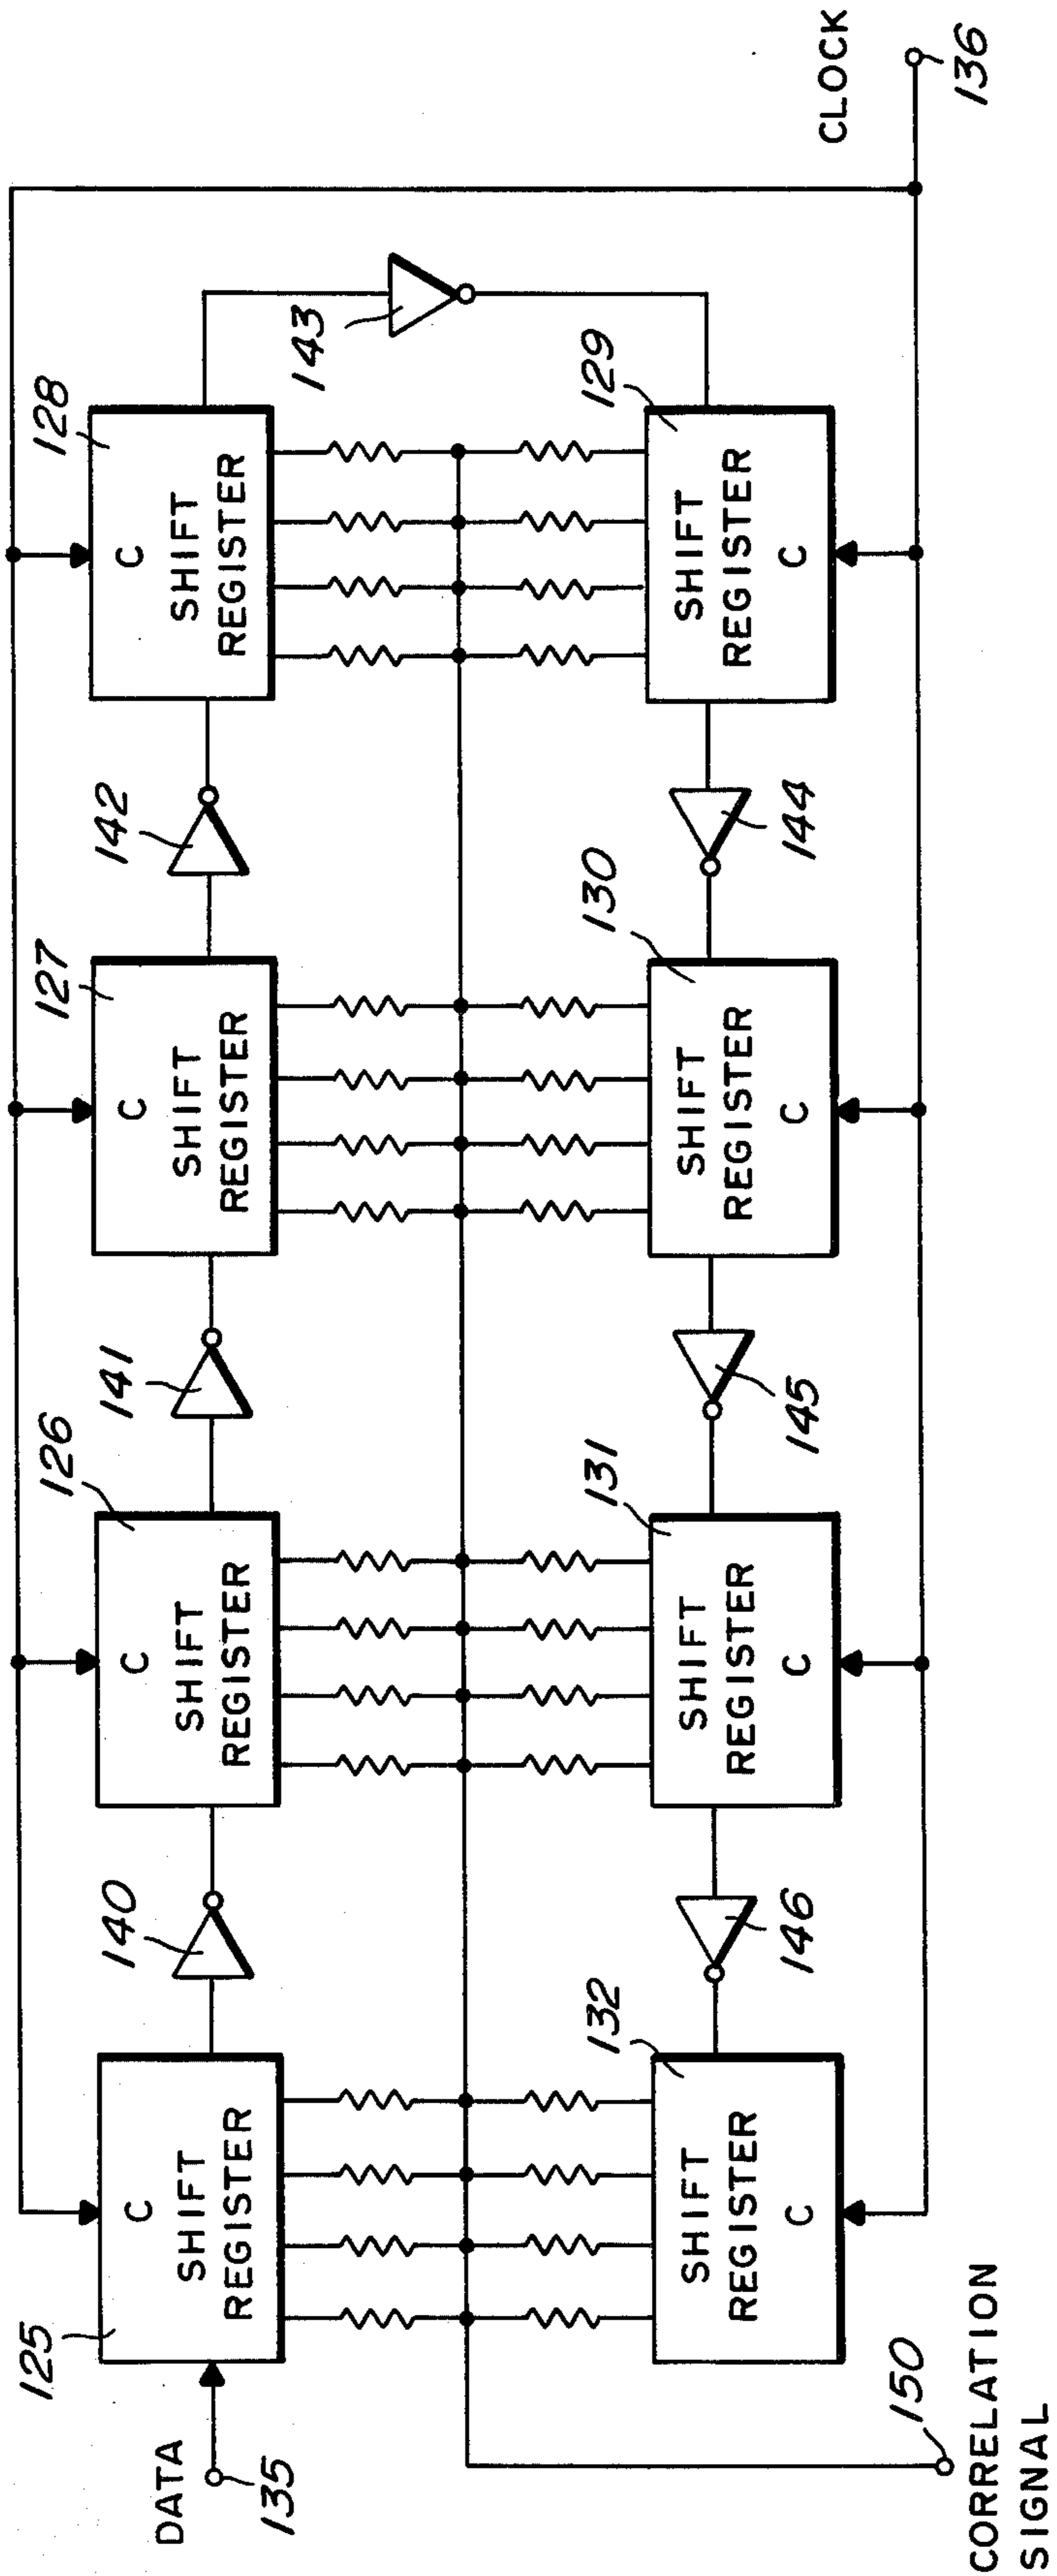 DATA
135
125
C
SHIFT
REGISTER
140
126
C
SHIFT
REGISTER
141
127
C
SHIFT
REGISTER
142
128
C
SHIFT
REGISTER
143
132
SHIFT
REGISTER
C
146
131
SHIFT
REGISTER
C
145
130
SHIFT
REGISTER
C
144
129
SHIFT
REGISTER
C
CLOCK
136
150
CORRELATION
SIGNAL